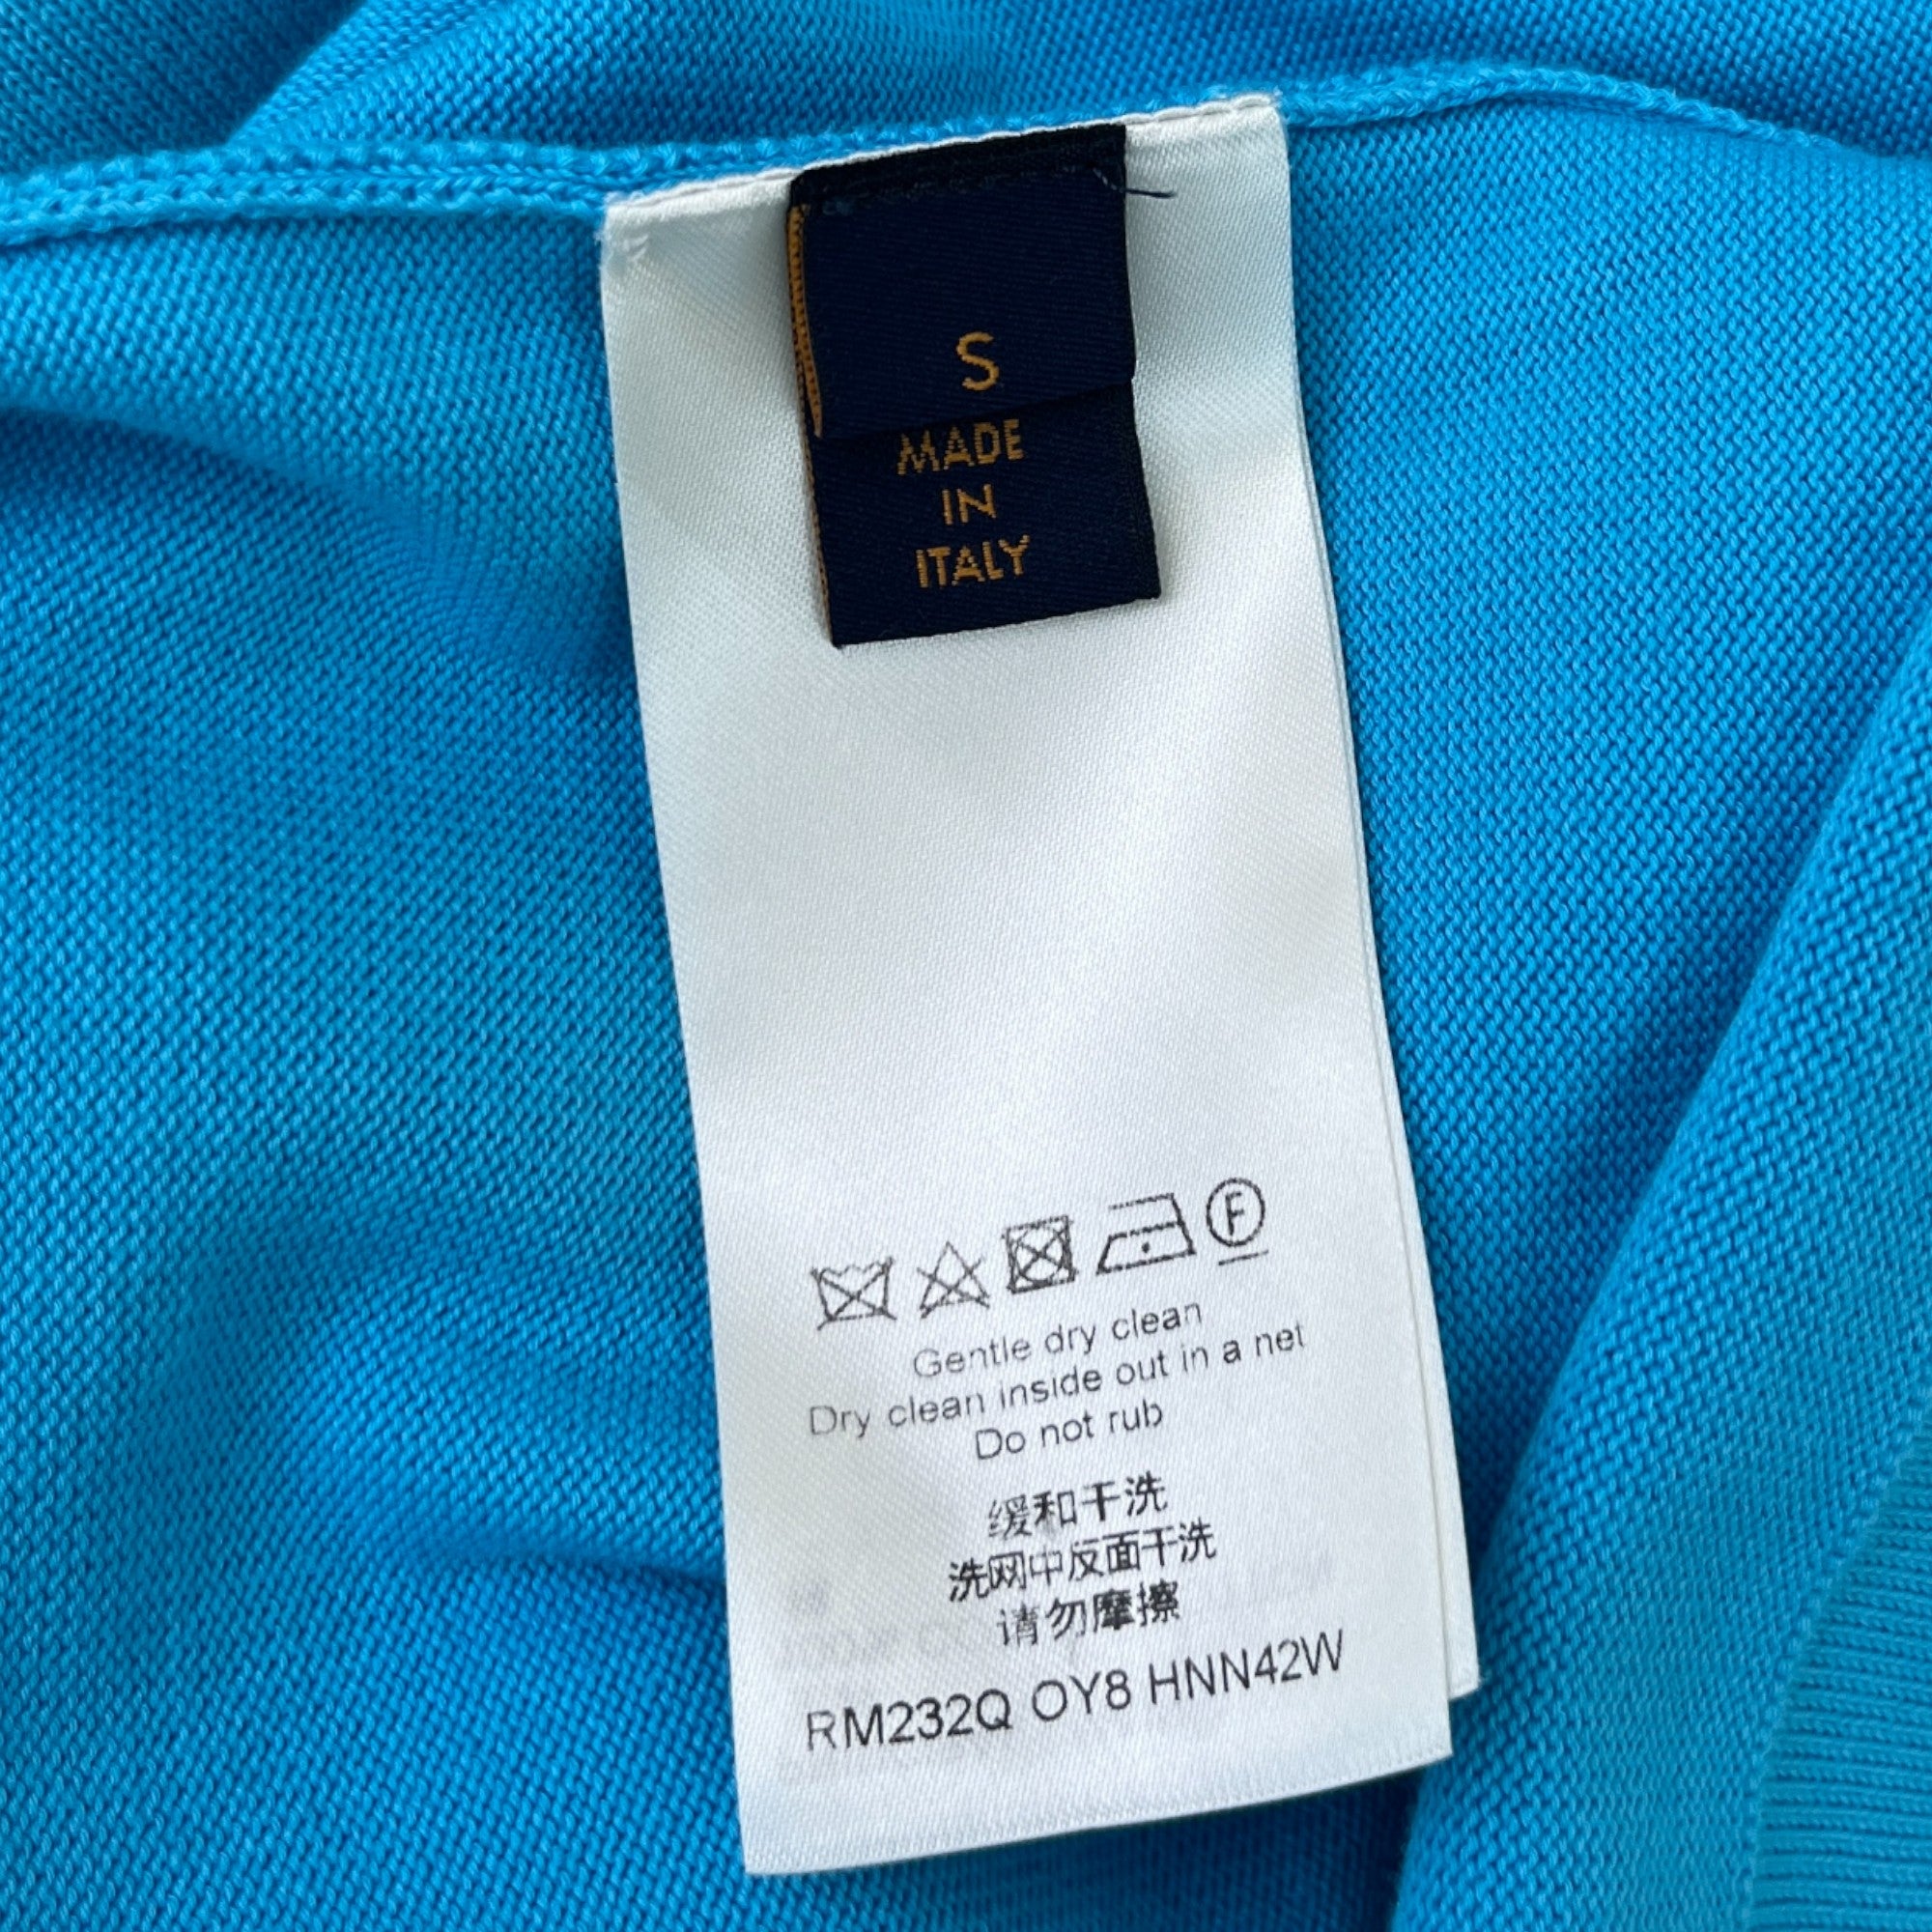 S
MADE
IN
ITALY
F
Gentle dry clean
Dry clean inside out in a net
Do not rub
缓和干洗
洗网中反面干洗
请勿摩擦
RM232Q OY8 HNN42W